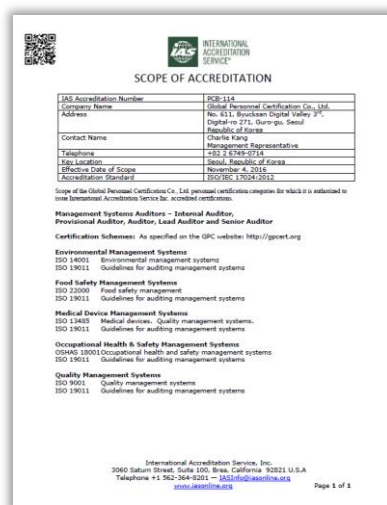 IAS
INTERNATIONAL
ACCREDITATION
SERVICE®
SCOPE OF ACCREDITATION
IAS Accreditation Number PCB-114
Company Name Global Personnel Certification Co., Ltd.
Address No. 611, Byucksan Digital Valley 3rd,
Digital-ro 271, Guro-gu, Seoul
Republic of Korea
Contact Name Charlie Kang
Management Representative
Telephone +82 2 6749-0714
Key Location Seoul, Republic of Korea
Effective Date of Scope November 4, 2016
Accreditation Standard ISO/IEC 17024:2012
Scope of the Global Personnel Certification Co., Ltd. personnel certification categories for which it is authorized to
issue International Accreditation Service Inc. accredited certifications.
Management Systems Auditors – Internal Auditor,
Provisional Auditor, Auditor, Lead Auditor and Senior Auditor
Certification Schemes: As specified on the GPC website: http://gpcert.org
Environmental Management Systems
ISO 14001 Environmental management systems
ISO 19011 Guidelines for auditing management systems
Food Safety Management Systems
ISO 22000 Food safety management
ISO 19011 Guidelines for auditing management systems
Medical Device Management Systems
ISO 13485 Medical devices. Quality management systems.
ISO 19011 Guidelines for auditing management systems
Occupational Health & Safety Management Systems
OSHAS 18001 Occupational health and safety management systems
ISO 19011 Guidelines for auditing management systems
Quality Management Systems
ISO 9001 Quality management systems
ISO 19011 Guidelines for auditing management systems
International Accreditation Service, Inc.
3060 Saturn Street, Suite 100, Brea, California 92821 U.S.A
Telephone +1 562-364-8201 — IASInfo@iasonline.org
www.iasonline.org Page 1 of 1